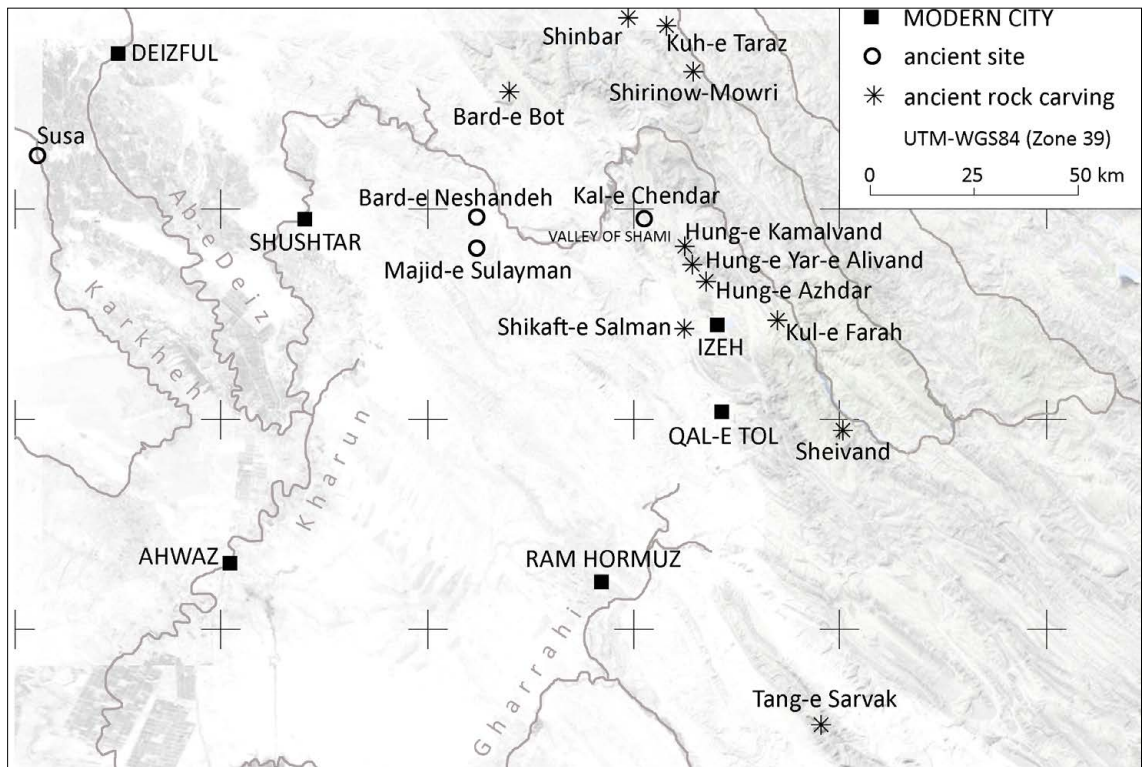 MODERN CITY
ancient site
ancient rock carving
UTM-WGS84 (Zone 39)
0 25 50 km
Shinbar
Kuh-e Taraz
DEIZFUL
Shirinow-Mowri
Bard-e Bot
Susa
Bard-e Neshandeh
Kal-e Chendar
Ab-e Deiz
SHUSHTAR
VALLEY OF SHAMI
Hung-e Kamalvand
Majid-e Sulayman
Hung-e Yar-e Alivand
Hung-e Azhdar
Karkheh
Shikaft-e Salman
IZEH
Kul-e Farah
QAL-E TOL
Sheivand
Kharun
AHWAZ
RAM HORMUZ
Gharrahi
Tang-e Sarvak